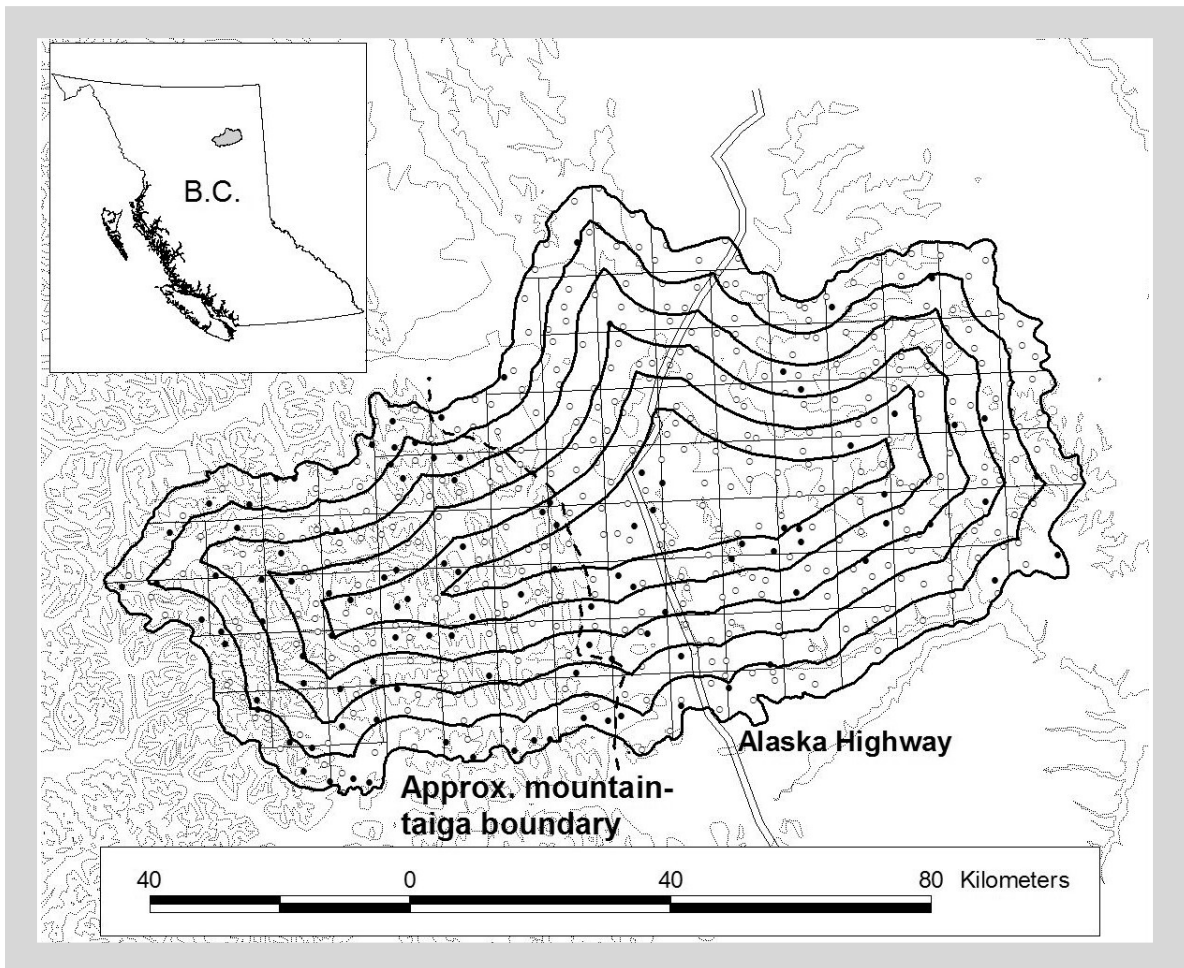 B.C.
Alaska Highway
Approx. mountain-
taiga boundary
40 0 40 80 Kilometers